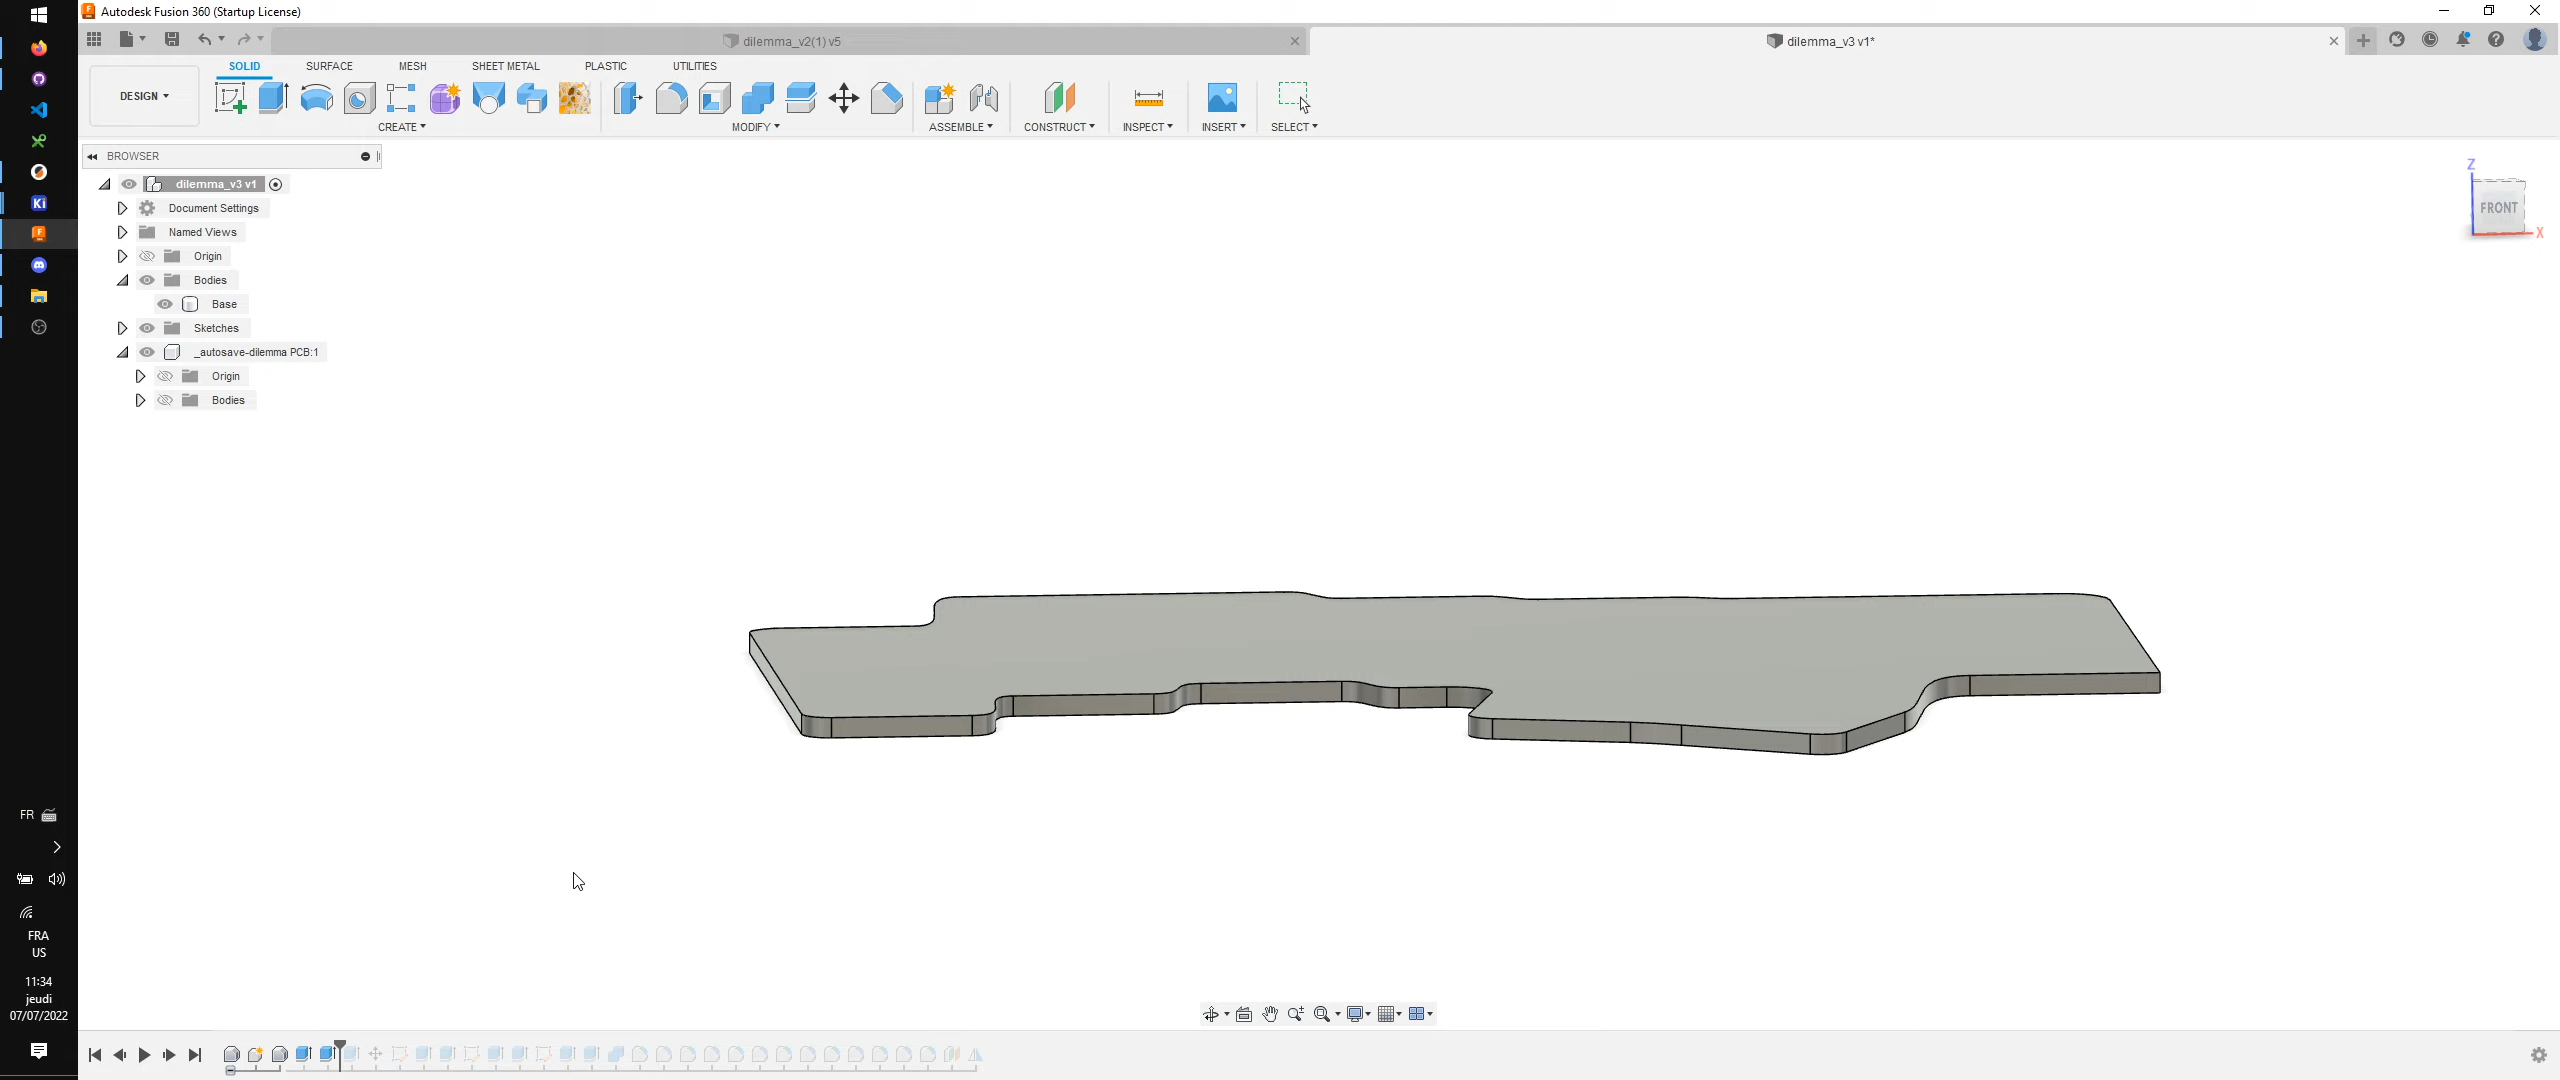 Autodesk Fusion 360 (Startup License)
dilemma_v2(1) v5
dilemma_v3 v1*
SOLID SURFACE MESH SHEET METAL PLASTIC UTILITIES
DESIGN
CREATE MODIFY ASSEMBLE CONSTRUCT INSPECT INSERT SELECT
BROWSER
dilemma_v3 v1
Document Settings
Named Views
Origin
Bodies
Base
Sketches
_autosave-dilemma PCB:1
Origin
Bodies
Z
FRONT
X
Ki
FR
FRA
US
11:34
jeudi
07/07/2022